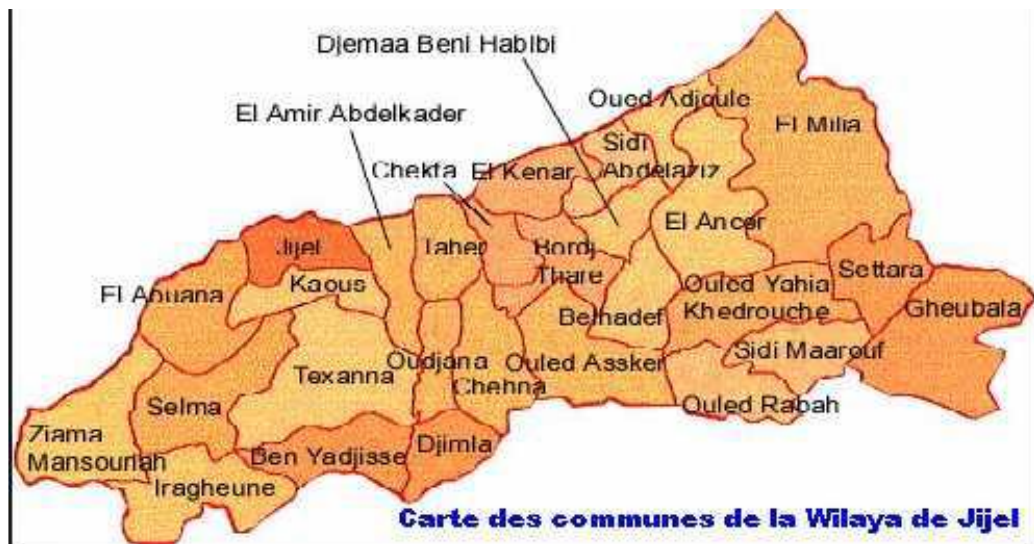 Djemaa Beni Habibi
Oued Adjoule
El Milia
El Amir Abdelkader
Sidi
Abdelaziz
Chekfa
El Kenar
El Ancer
Jijel
Taher
Bordj
Thare
Settara
Kaous
Ouled Yahia
Khedrouche
El Aouana
Gheubala
Belhadef
Sidi Maarouf
Texanna
Oudjana
Ouled Assker
Chehna
Selma
Ouled Rabah
Ziama
Mansouriah
Ben Yadjisse
Djimla
Iragheune
Carte des communes de la Wilaya de Jijel